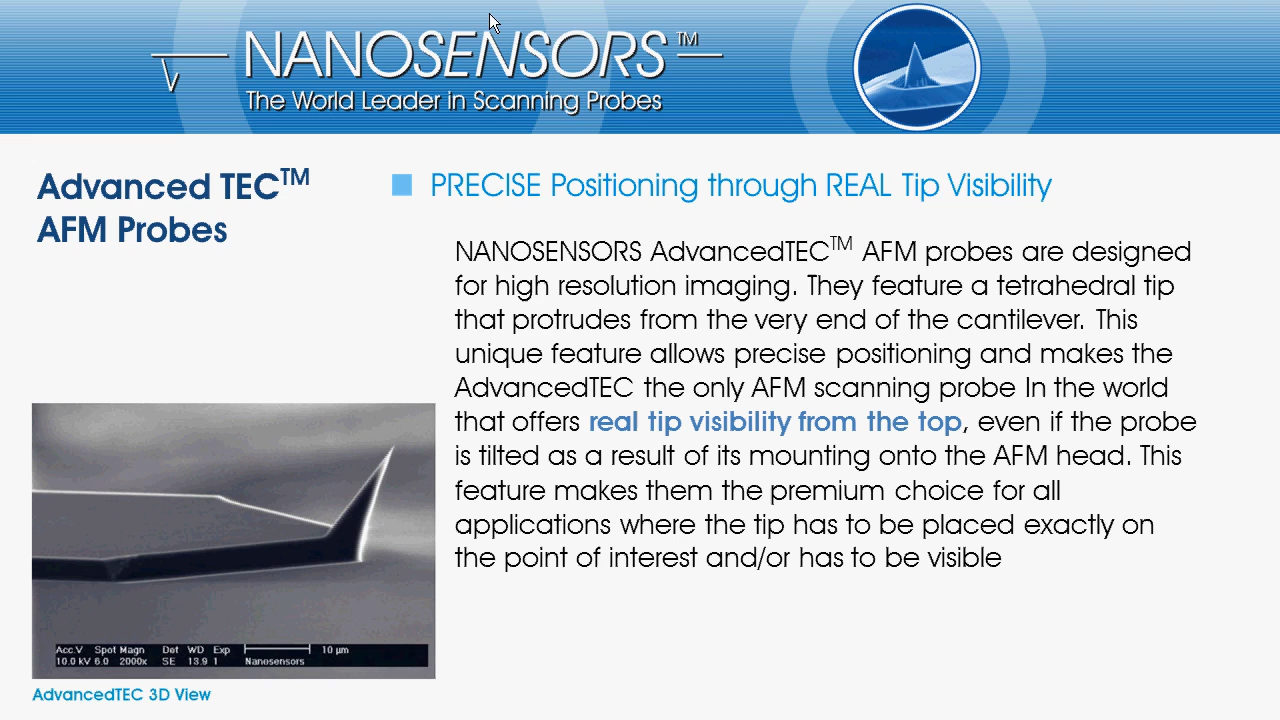 NANOSENSORS™
The World Leader in Scanning Probes
Advanced TEC™
AFM Probes
PRECISE Positioning through REAL Tip Visibility
NANOSENSORS AdvancedTEC™ AFM probes are designed
for high resolution imaging. They feature a tetrahedral tip
that protrudes from the very end of the cantilever. This
unique feature allows precise positioning and makes the
AdvancedTEC the only AFM scanning probe In the world
that offers real tip visibility from the top, even if the probe
is tilted as a result of its mounting onto the AFM head. This
feature makes them the premium choice for all
applications where the tip has to be placed exactly on
the point of interest and/or has to be visible
Acc.V Spot Magn Det WD Exp 10 µm
10.0 kV 6.0 2000x SE 13.9 1 Nanosensors
AdvancedTEC 3D View